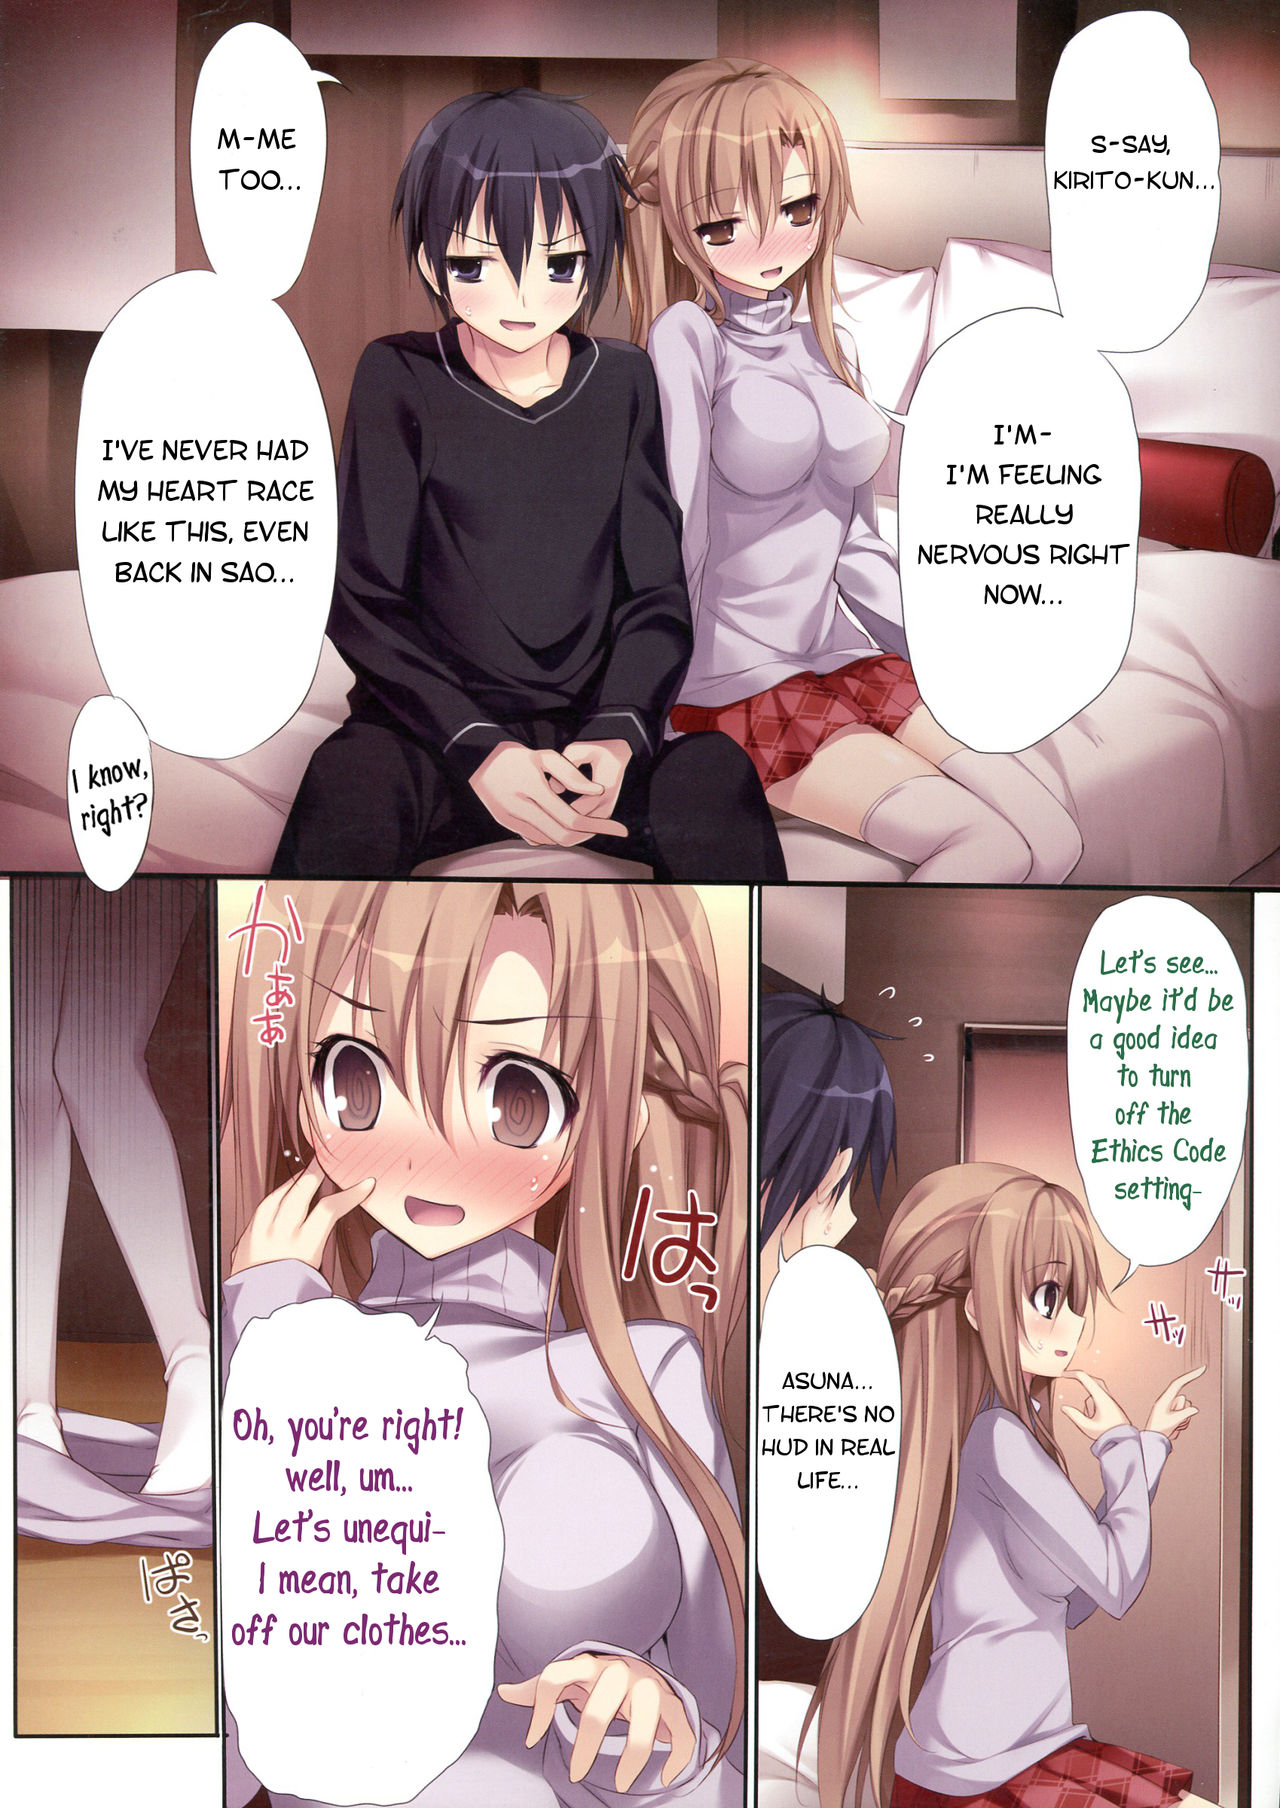 S-SAY,
KIRITO-KUN...
I'M-
I'M FEELING
REALLY
NERVOUS RIGHT
NOW...
M-ME
TOO...
I'VE NEVER HAD
MY HEART RACE
LIKE THIS, EVEN
BACK IN SAO...
I know,
right?
Let's see...
Maybe it'd be
a good idea
to turn
off the
Ethics Code
setting-
サッ
サッ
ASUNA...
THERE'S NO
HUD IN REAL
LIFE...
はっ
かぁぁ
Oh, you're right!
well, um...
Let's unequi-
I mean, take
off our clothes...
ぱさっ